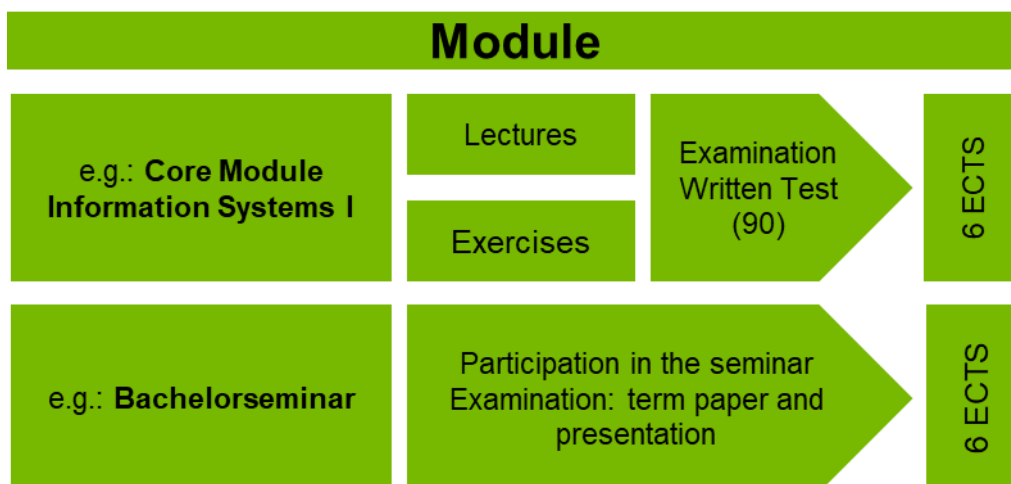 Module
e.g.: Core Module
Information Systems I
Lectures
Exercises
Examination
Written Test
(90)
6 ECTS
e.g.: Bachelorseminar
Participation in the seminar
Examination: term paper and
presentation
6 ECTS